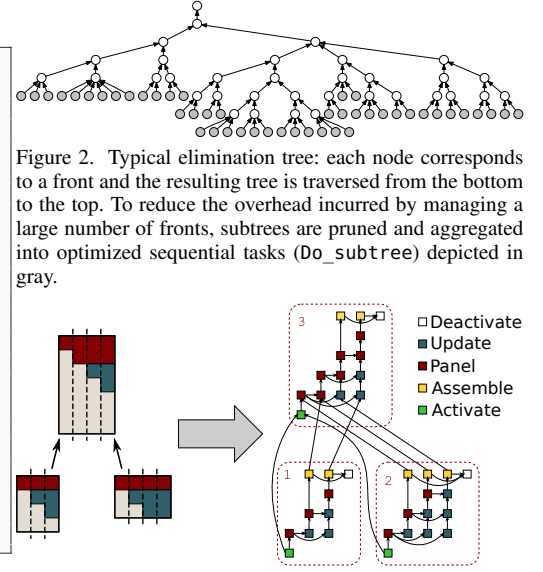 Figure 2. Typical elimination tree: each node corresponds
to a front and the resulting tree is traversed from the bottom
to the top. To reduce the overhead incurred by managing a
large number of fronts, subtrees are pruned and aggregated
into optimized sequential tasks (Do_subtree) depicted in
gray.
3
Deactivate
Update
Panel
Assemble
Activate
1
2